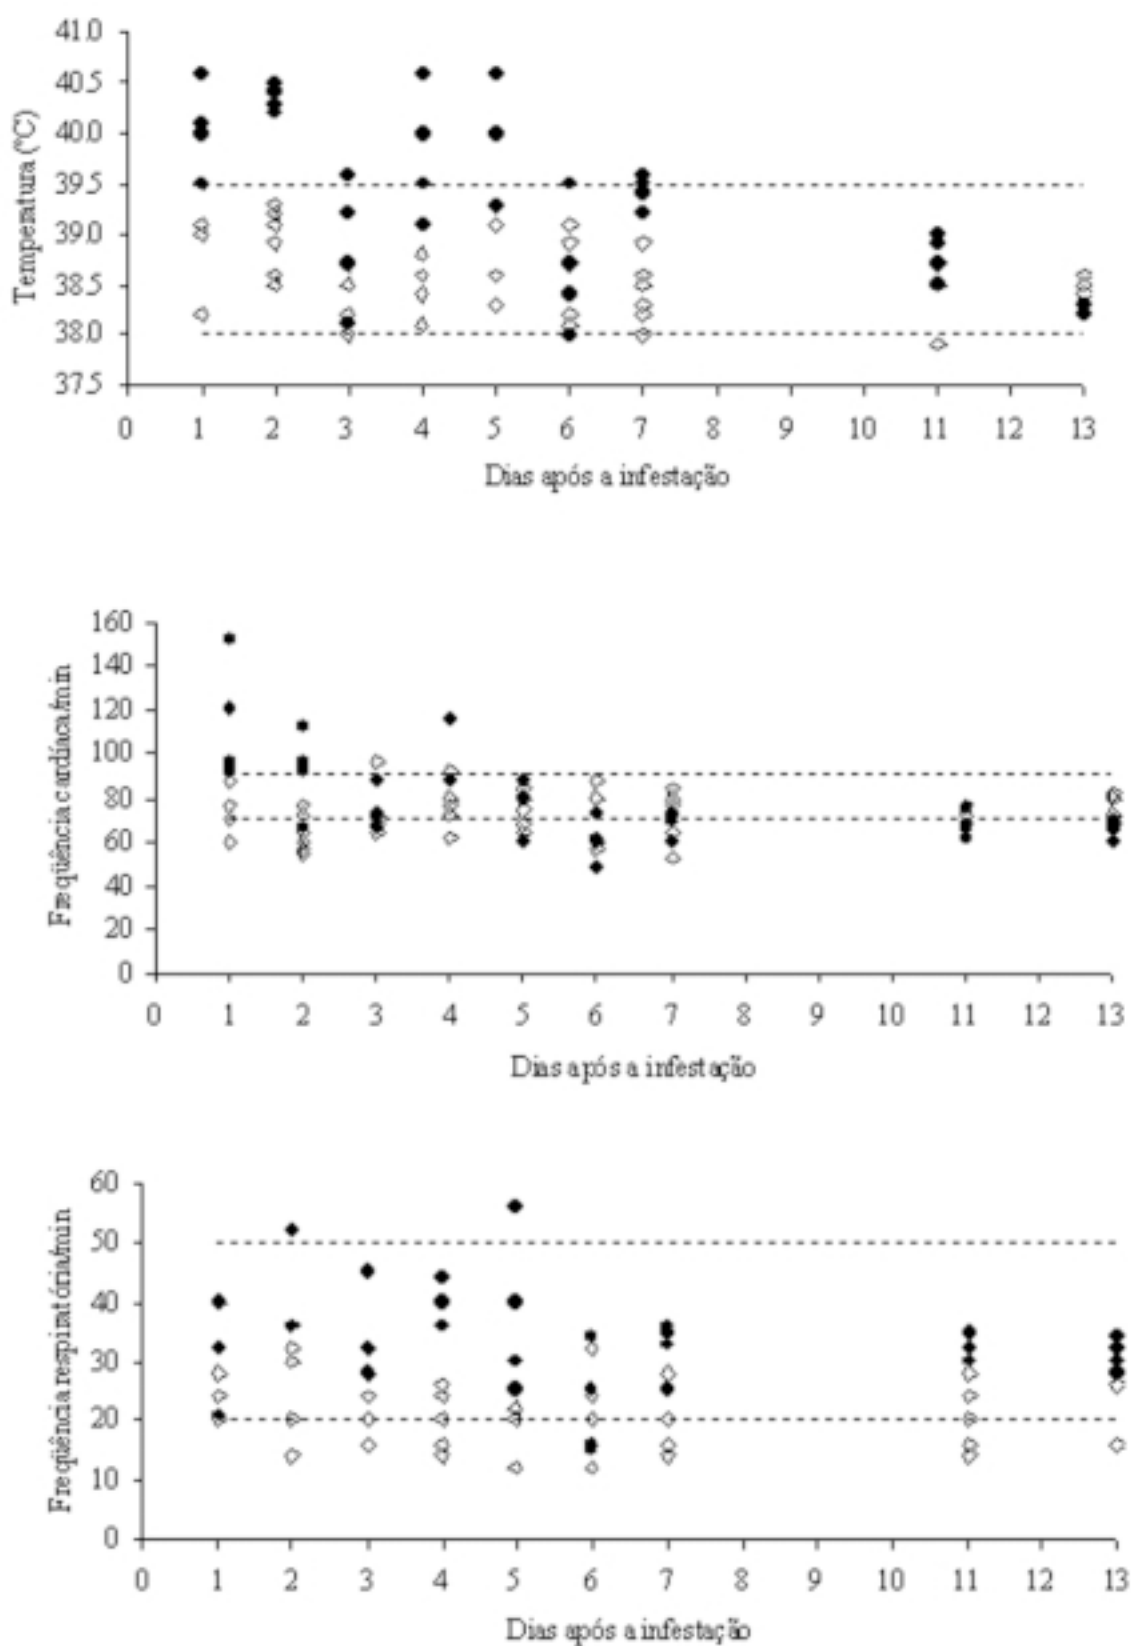 Temperatura (ºC)
41.0
40.5
40.0
39.5
39.0
38.5
38.0
37.5
0 1 2 3 4 5 6 7 8 9 10 11 12 13
Dias após a infestação
Freqüência cardíaca/min
160
140
120
100
80
60
40
20
0
0 1 2 3 4 5 6 7 8 9 10 11 12 13
Dias após a infestação
Freqüência respiratória/min
60
50
40
30
20
10
0
0 1 2 3 4 5 6 7 8 9 10 11 12 13
Dias após a infestação